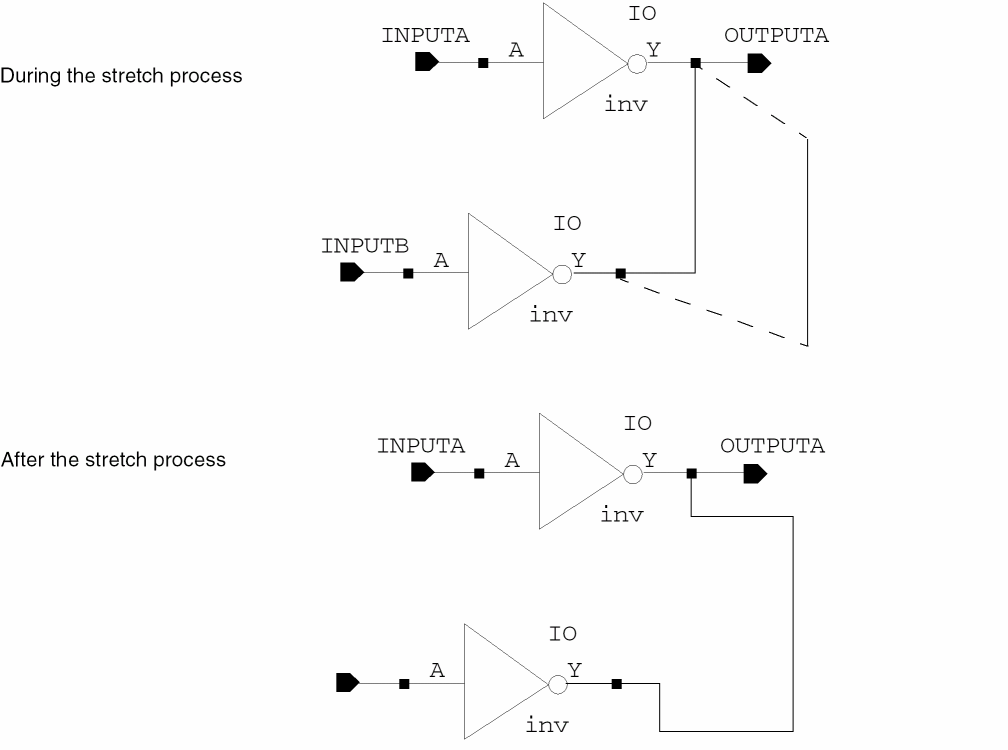 IO
INPUTA
OUTPUTA
A
Y
During the stretch process
inv
IO
INPUTB
A
Y
inv
IO
INPUTA
OUTPUTA
After the stretch process
A
Y
inv
IO
A
Y
inv